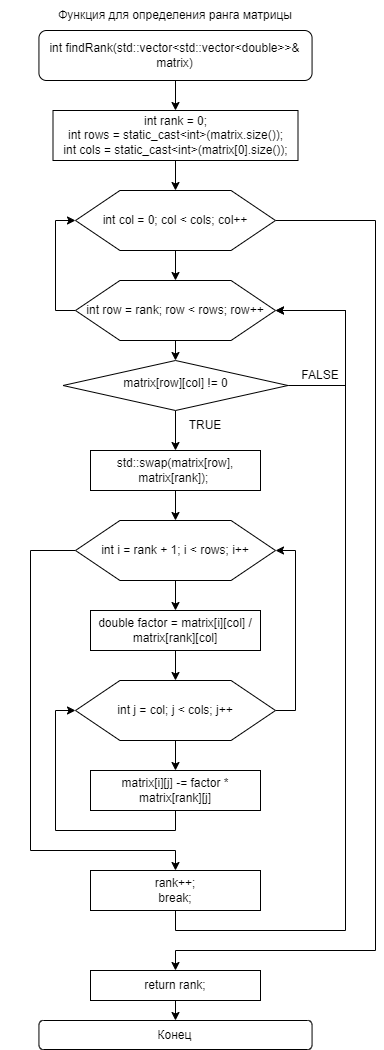 Функция для определения ранга матрицы
int findRank(std::vector<std::vector<double>>&
matrix)
int rank = 0;
int rows = static_cast<int>(matrix.size());
int cols = static_cast<int>(matrix[0].size());
int col = 0; col < cols; col++
int row = rank; row < rows; row++
matrix[row][col] != 0
FALSE
TRUE
std::swap(matrix[row],
matrix[rank]);
int i = rank + 1; i < rows; i++
double factor = matrix[i][col] /
matrix[rank][col]
int j = col; j < cols; j++
matrix[i][j] -= factor *
matrix[rank][j]
rank++;
break;
return rank;
Конец